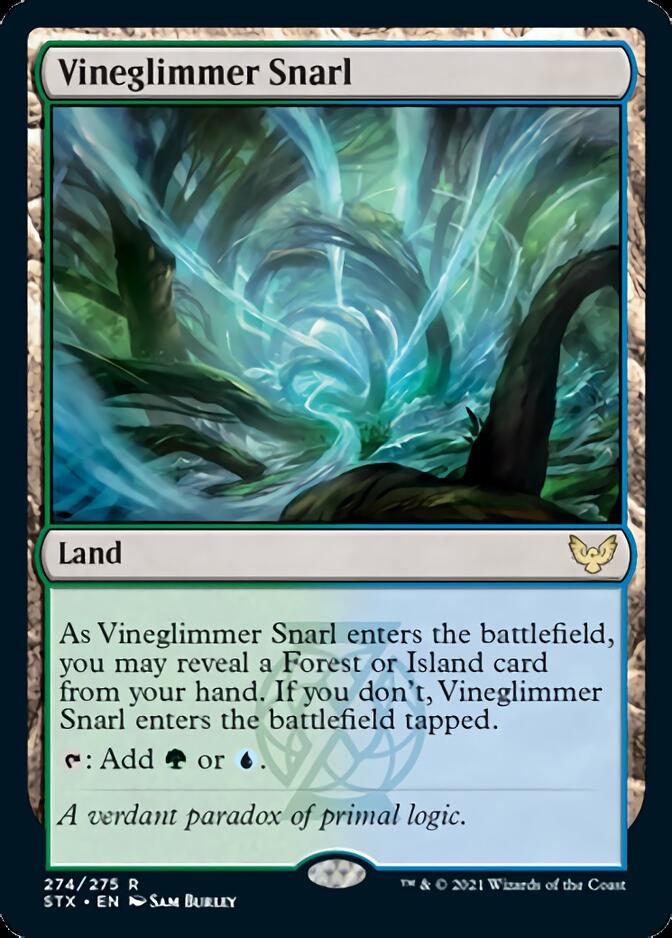 Vineglimmer Snarl
Land
As Vineglimmer Snarl enters the battlefield,
you may reveal a Forest or Island card
from your hand. If you don't, Vineglimmer
Snarl enters the battlefield tapped.
: Add or .
A verdant paradox of primal logic.
274/275 R
STX • EN Sam Burley
™ & © 2021 Wizards of the Coast